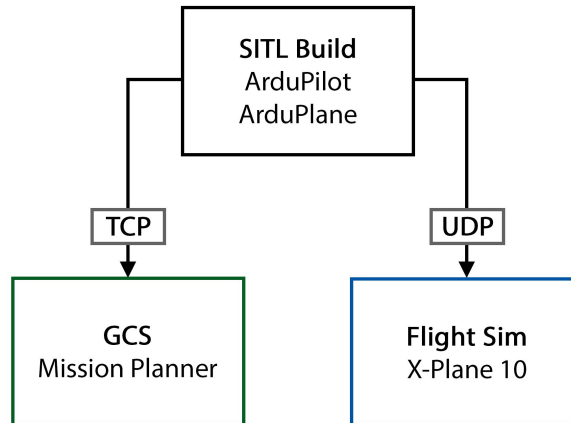 SITL Build
ArduPilot
ArduPlane
TCP
UDP
GCS
Mission Planner
Flight Sim
X-Plane 10